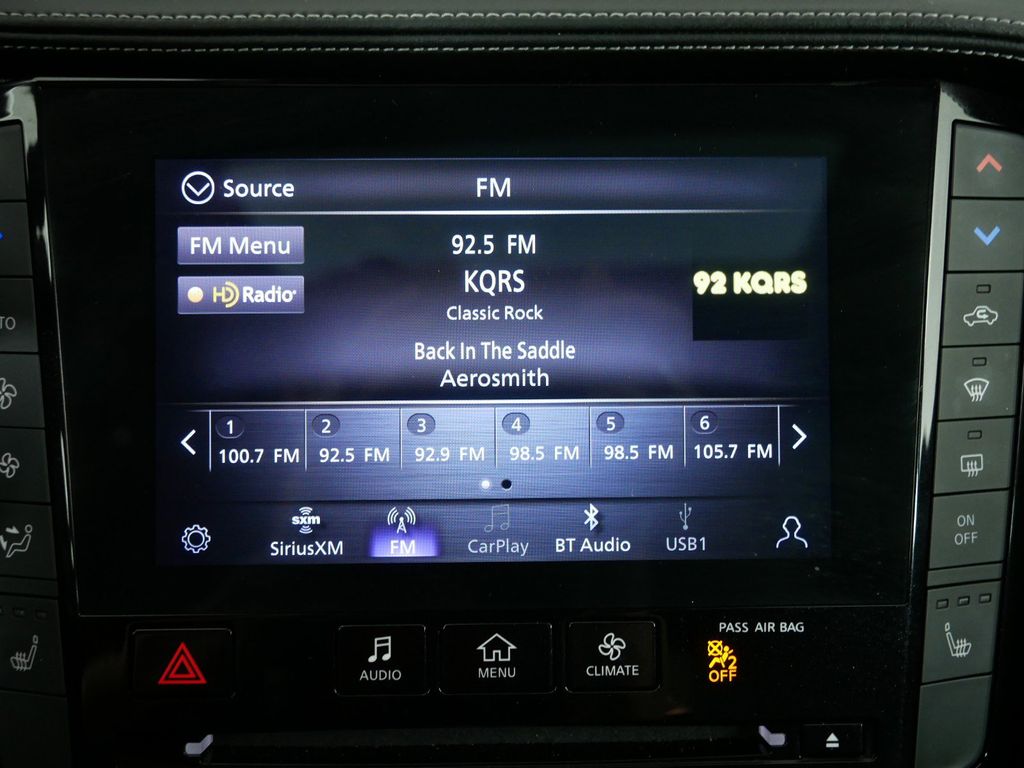 Source
FM
FM Menu
92.5 FM
HD Radio
KQRS
92 KQRS
Classic Rock
Back In The Saddle
Aerosmith
1 2 3 4 5 6
100.7 FM 92.5 FM 92.9 FM 98.5 FM 98.5 FM 105.7 FM
sxm
SiriusXM FM CarPlay BT Audio USB1
TO
ON
OFF
PASS AIR BAG
AUDIO MENU CLIMATE
2
OFF